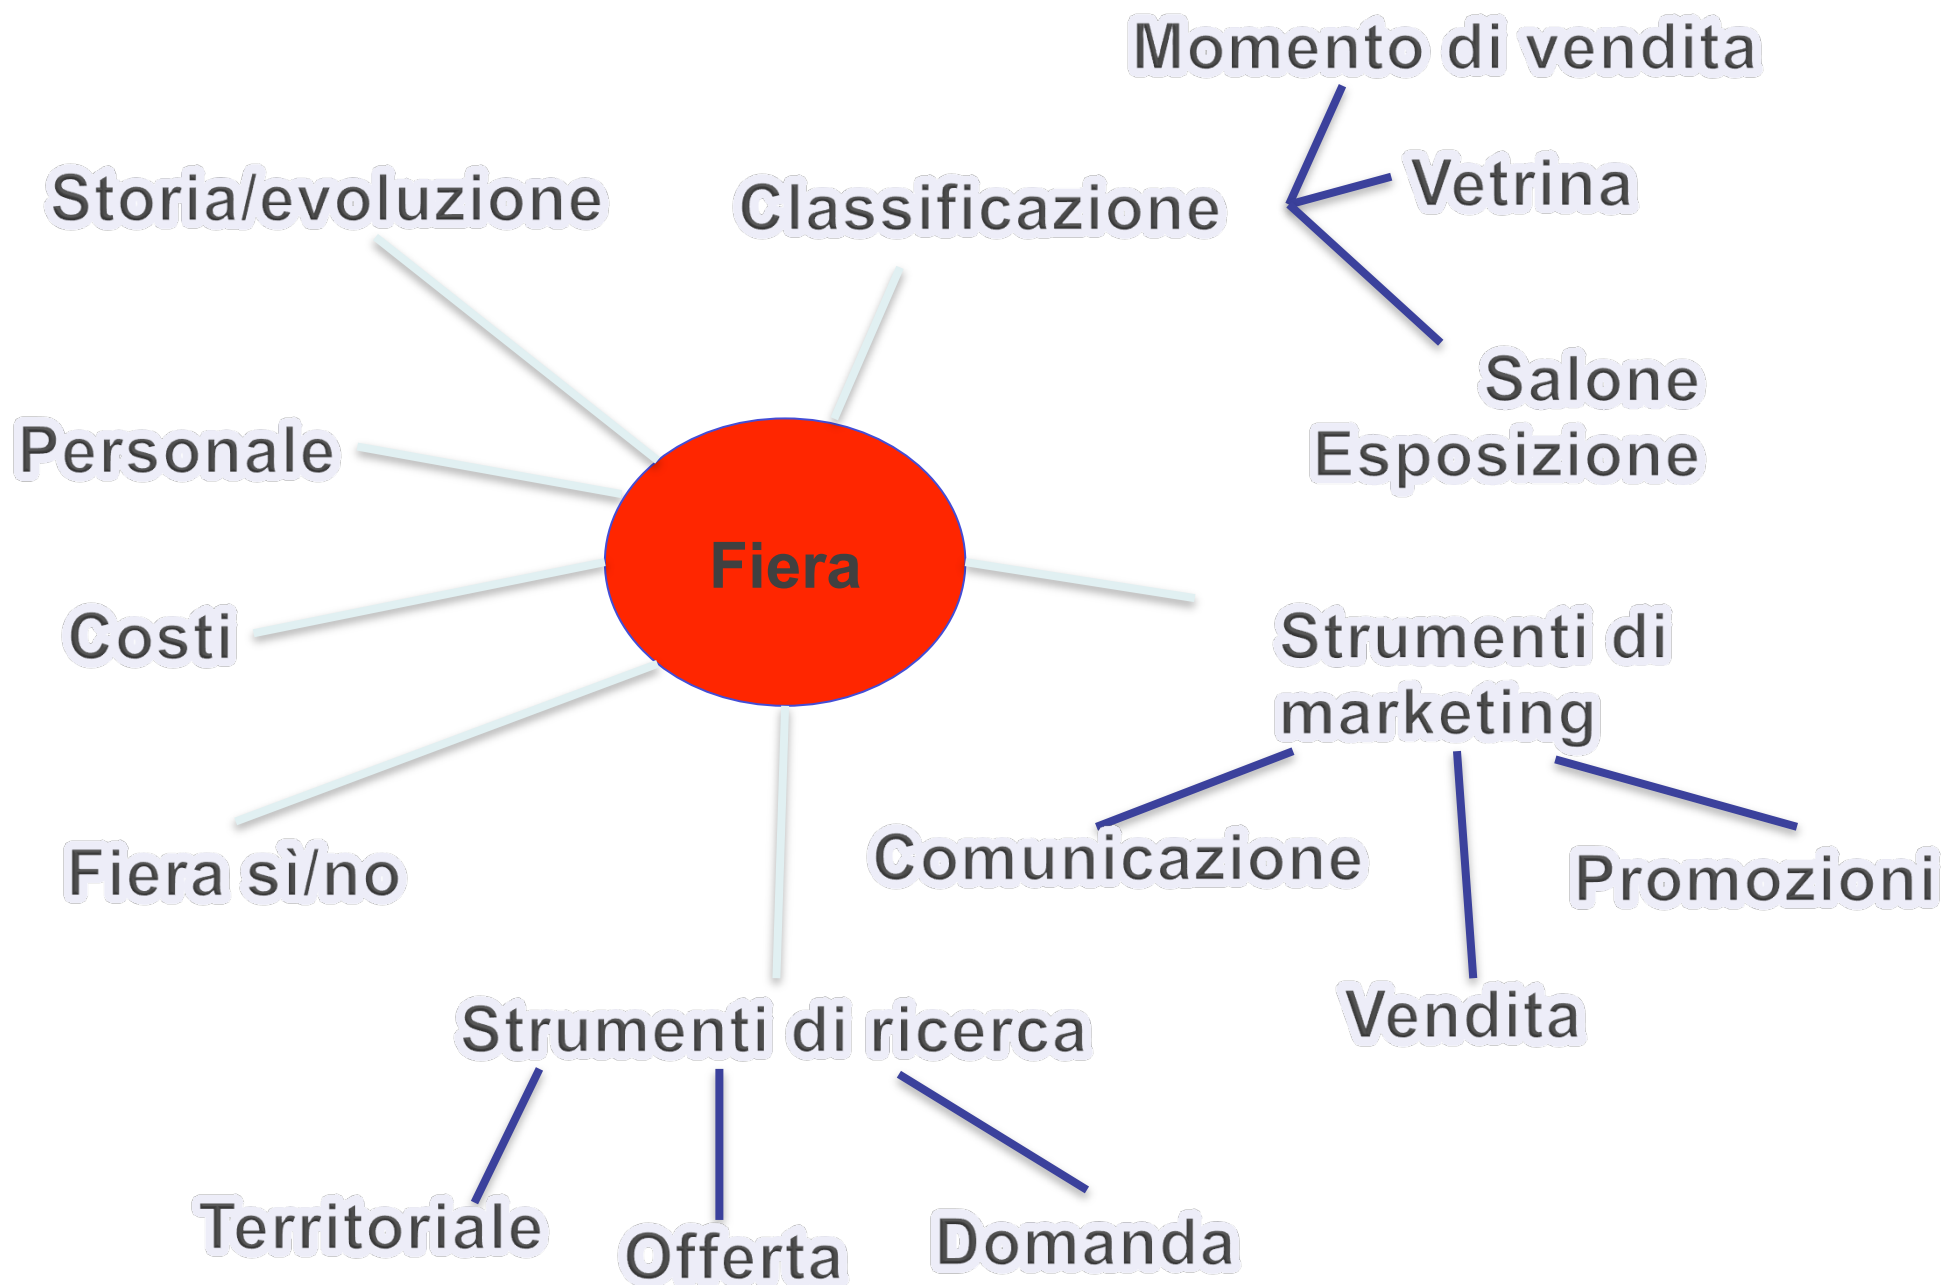 Momento di vendita
Storia/evoluzione
Classificazione
Vetrina
Salone
Esposizione
Personale
Fiera
Costi
Strumenti di
marketing
Fiera sì/no
Comunicazione
Promozioni
Vendita
Strumenti di ricerca
Territoriale
Offerta
Domanda